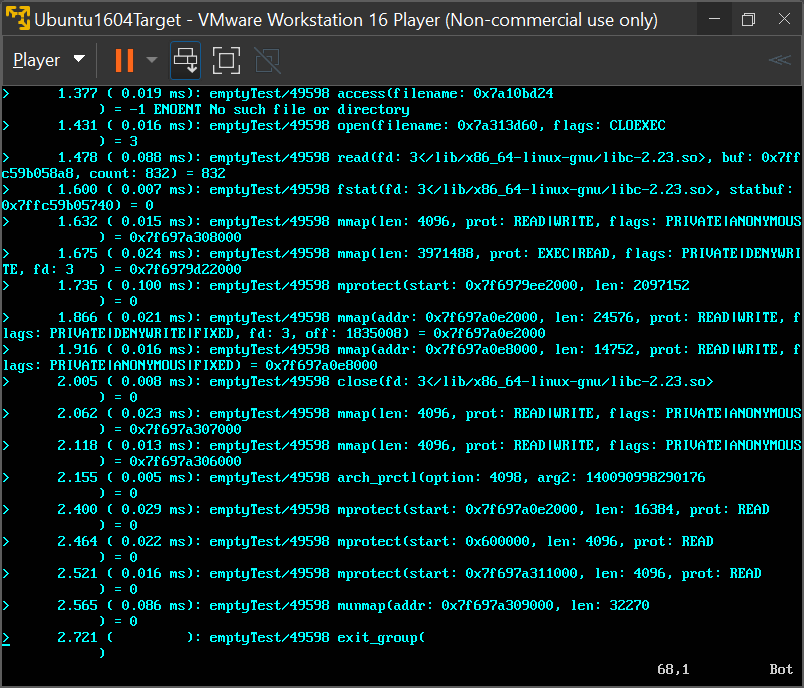 Ubuntu1604Target - VMware Workstation 16 Player (Non-commercial use only)
Player
>      1.377 ( 0.019 ms): emptyTest/49598 access(filename: 0x7a10bd24
            ) = -1 ENOENT No such file or directory
>      1.431 ( 0.016 ms): emptyTest/49598 open(filename: 0x7a313d60, flags: CLOEXEC
            ) = 3
>      1.478 ( 0.088 ms): emptyTest/49598 read(fd: 3</lib/x86_64-linux-gnu/libc-2.23.so>, buf: 0x7ff
c59b058a8, count: 832) = 832
>      1.600 ( 0.007 ms): emptyTest/49598 fstat(fd: 3</lib/x86_64-linux-gnu/libc-2.23.so>, statbuf:
0x7ffc59b05740) = 0
>      1.632 ( 0.015 ms): emptyTest/49598 mmap(len: 4096, prot: READ|WRITE, flags: PRIVATE|ANONYMOUS
            ) = 0x7f697a308000
>      1.675 ( 0.024 ms): emptyTest/49598 mmap(len: 3971488, prot: EXEC|READ, flags: PRIVATE|DENYWRI
TE, fd: 3   ) = 0x7f6979d22000
>      1.735 ( 0.100 ms): emptyTest/49598 mprotect(start: 0x7f6979ee2000, len: 2097152
            ) = 0
>      1.866 ( 0.021 ms): emptyTest/49598 mmap(addr: 0x7f697a0e2000, len: 24576, prot: READ|WRITE, f
lags: PRIVATE|DENYWRITE|FIXED, fd: 3, off: 1835008) = 0x7f697a0e2000
>      1.916 ( 0.016 ms): emptyTest/49598 mmap(addr: 0x7f697a0e8000, len: 14752, prot: READ|WRITE, f
lags: PRIVATE|ANONYMOUS|FIXED) = 0x7f697a0e8000
>      2.005 ( 0.008 ms): emptyTest/49598 close(fd: 3</lib/x86_64-linux-gnu/libc-2.23.so>
            ) = 0
>      2.062 ( 0.023 ms): emptyTest/49598 mmap(len: 4096, prot: READ|WRITE, flags: PRIVATE|ANONYMOUS
            ) = 0x7f697a307000
>      2.118 ( 0.013 ms): emptyTest/49598 mmap(len: 4096, prot: READ|WRITE, flags: PRIVATE|ANONYMOUS
            ) = 0x7f697a306000
>      2.155 ( 0.005 ms): emptyTest/49598 arch_prctl(option: 4098, arg2: 140090998290176
            ) = 0
>      2.400 ( 0.029 ms): emptyTest/49598 mprotect(start: 0x7f697a0e2000, len: 16384, prot: READ
            ) = 0
>      2.464 ( 0.022 ms): emptyTest/49598 mprotect(start: 0x600000, len: 4096, prot: READ
            ) = 0
>      2.521 ( 0.016 ms): emptyTest/49598 mprotect(start: 0x7f697a311000, len: 4096, prot: READ
            ) = 0
>      2.565 ( 0.086 ms): emptyTest/49598 munmap(addr: 0x7f697a309000, len: 32270
            ) = 0
>      2.721 (         ): emptyTest/49598 exit_group(
            )
68,1          Bot